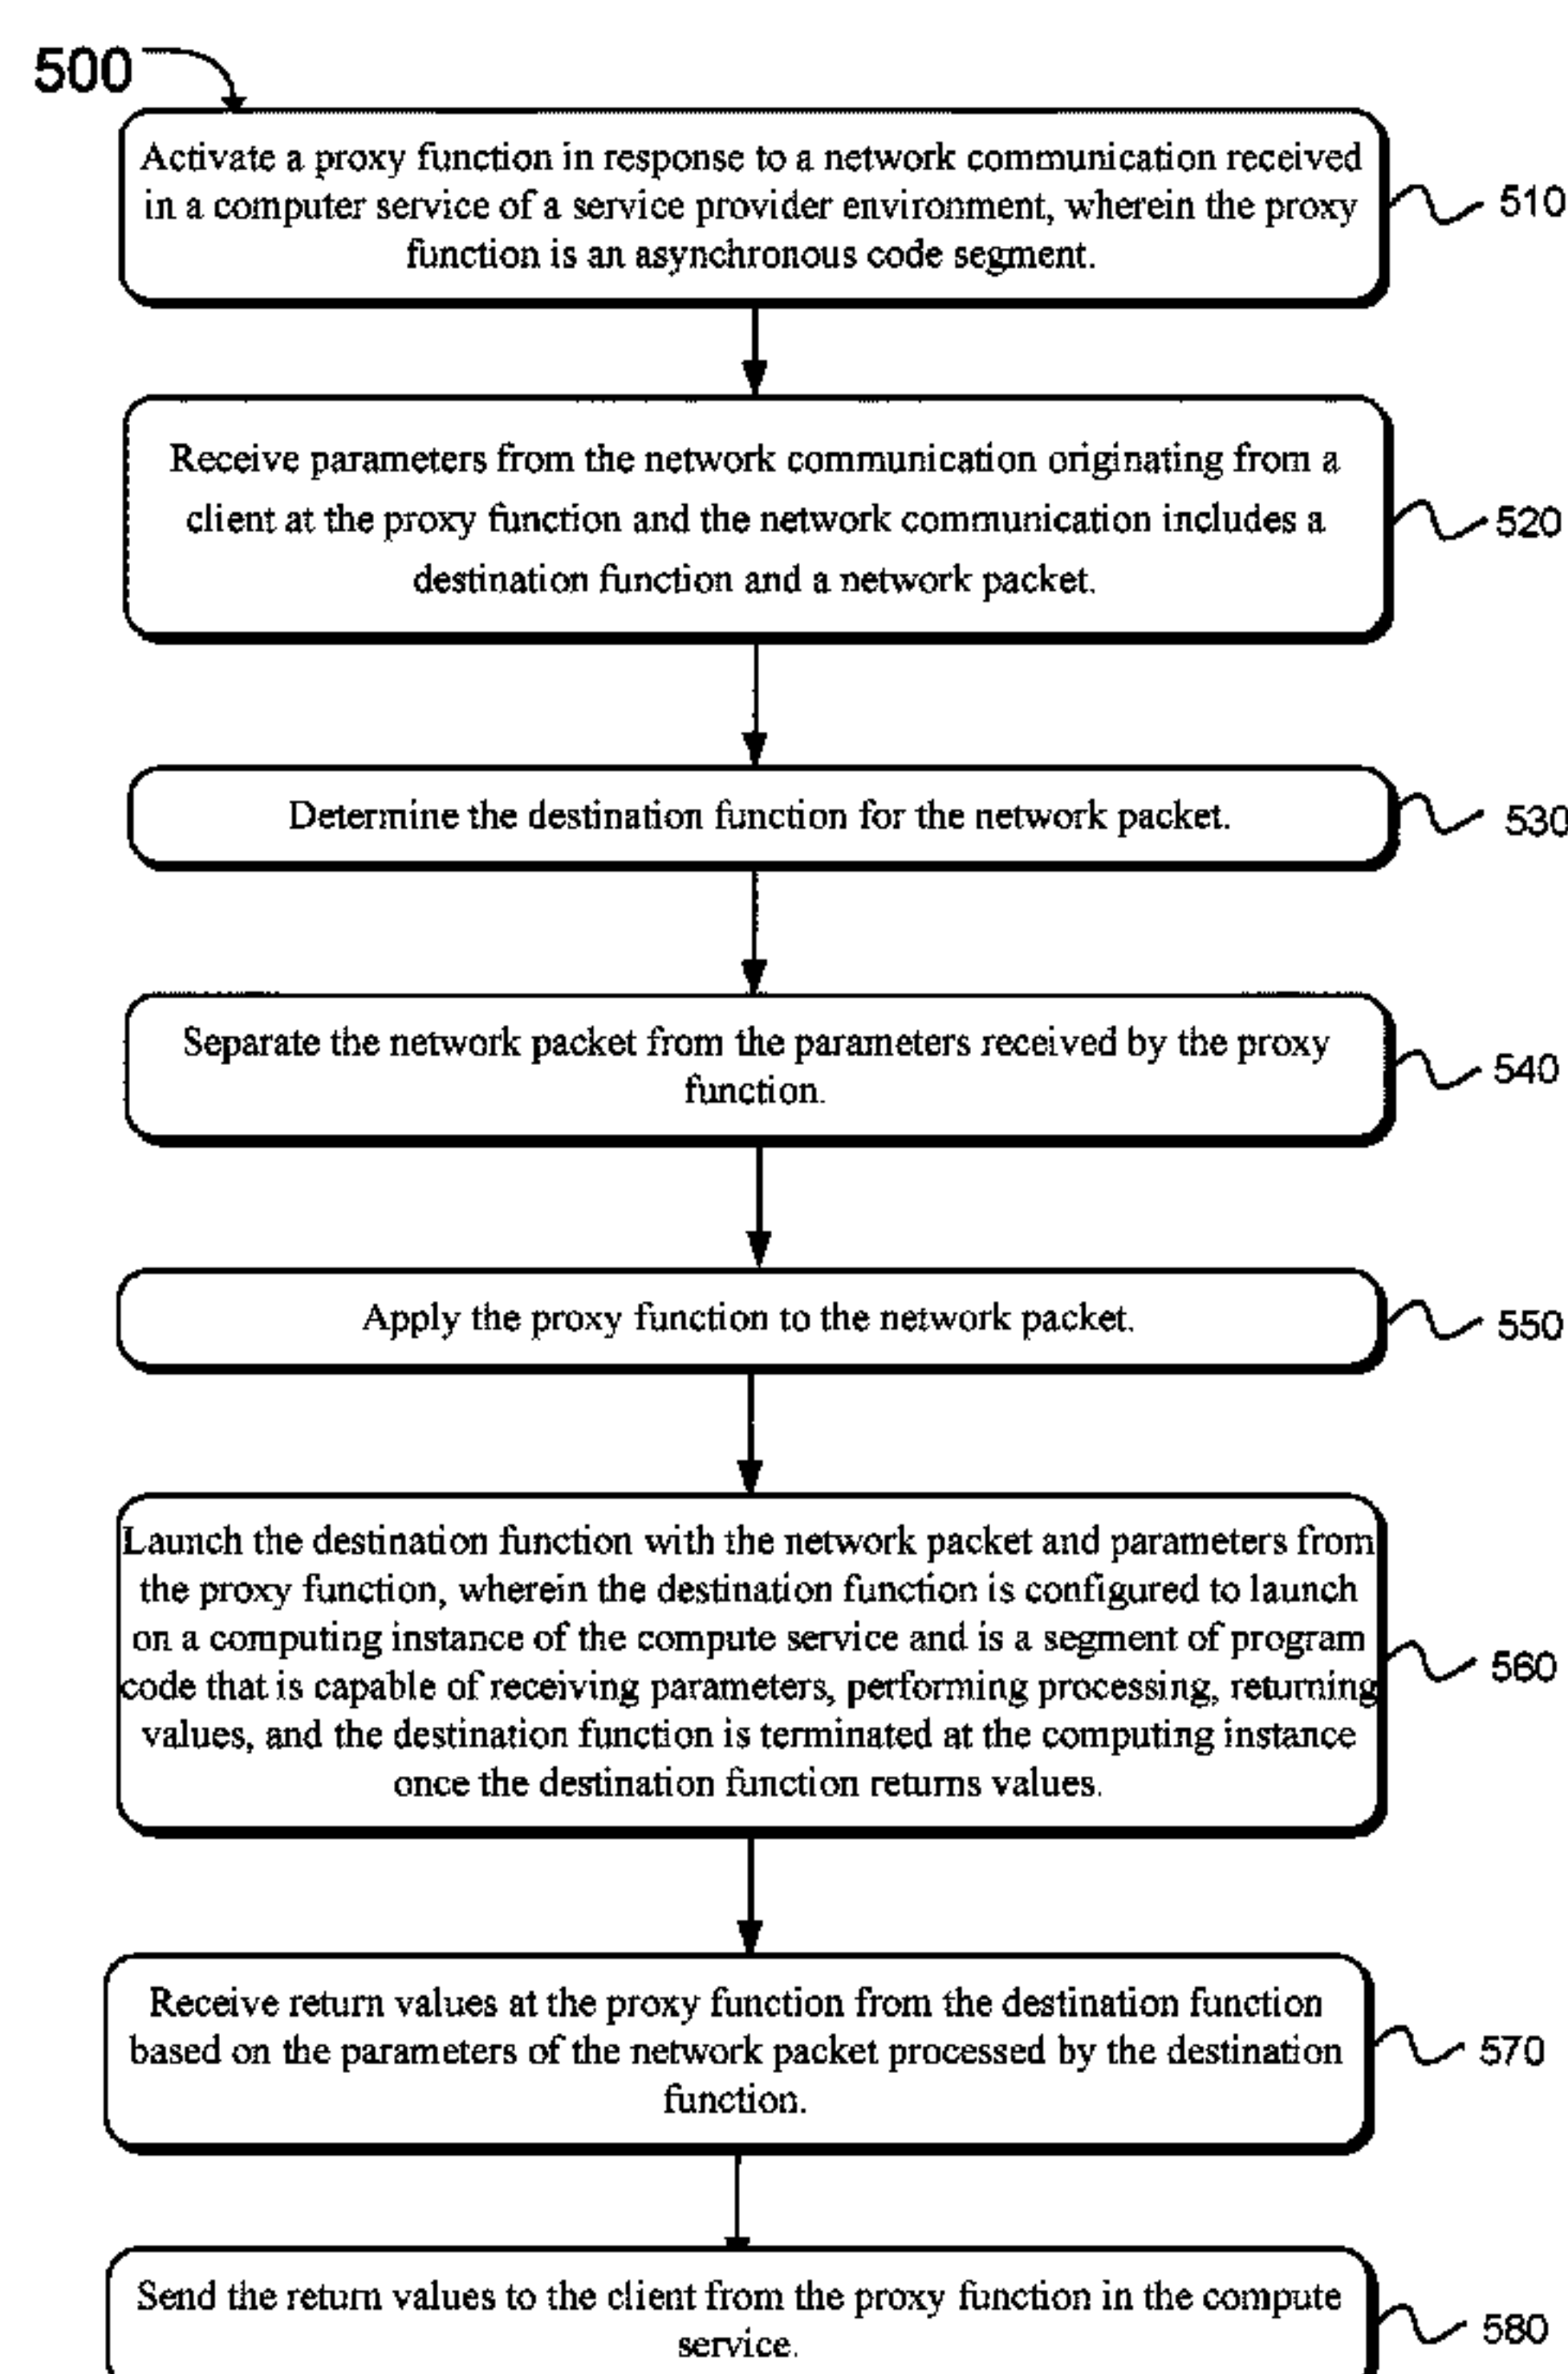 500
Activate a proxy function in response to a network communication received
in a computer service of a service provider environment, wherein the proxy
function is an asynchronous code segment.
510
Receive parameters from the network communication originating from a
client at the proxy function and the network communication includes a
destination function and a network packet.
520
Determine the destination function for the network packet.
530
Separate the network packet from the parameters received by the proxy
function.
540
Apply the proxy function to the network packet.
550
Launch the destination function with the network packet and parameters from
the proxy function, wherein the destination function is configured to launch
on a computing instance of the compute service and is a segment of program
code that is capable of receiving parameters, performing processing, returning
values, and the destination function is terminated at the computing instance
once the destination function returns values.
560
Receive return values at the proxy function from the destination function
based on the parameters of the network packet processed by the destination
function.
570
Send the return values to the client from the proxy function in the compute
service.
580